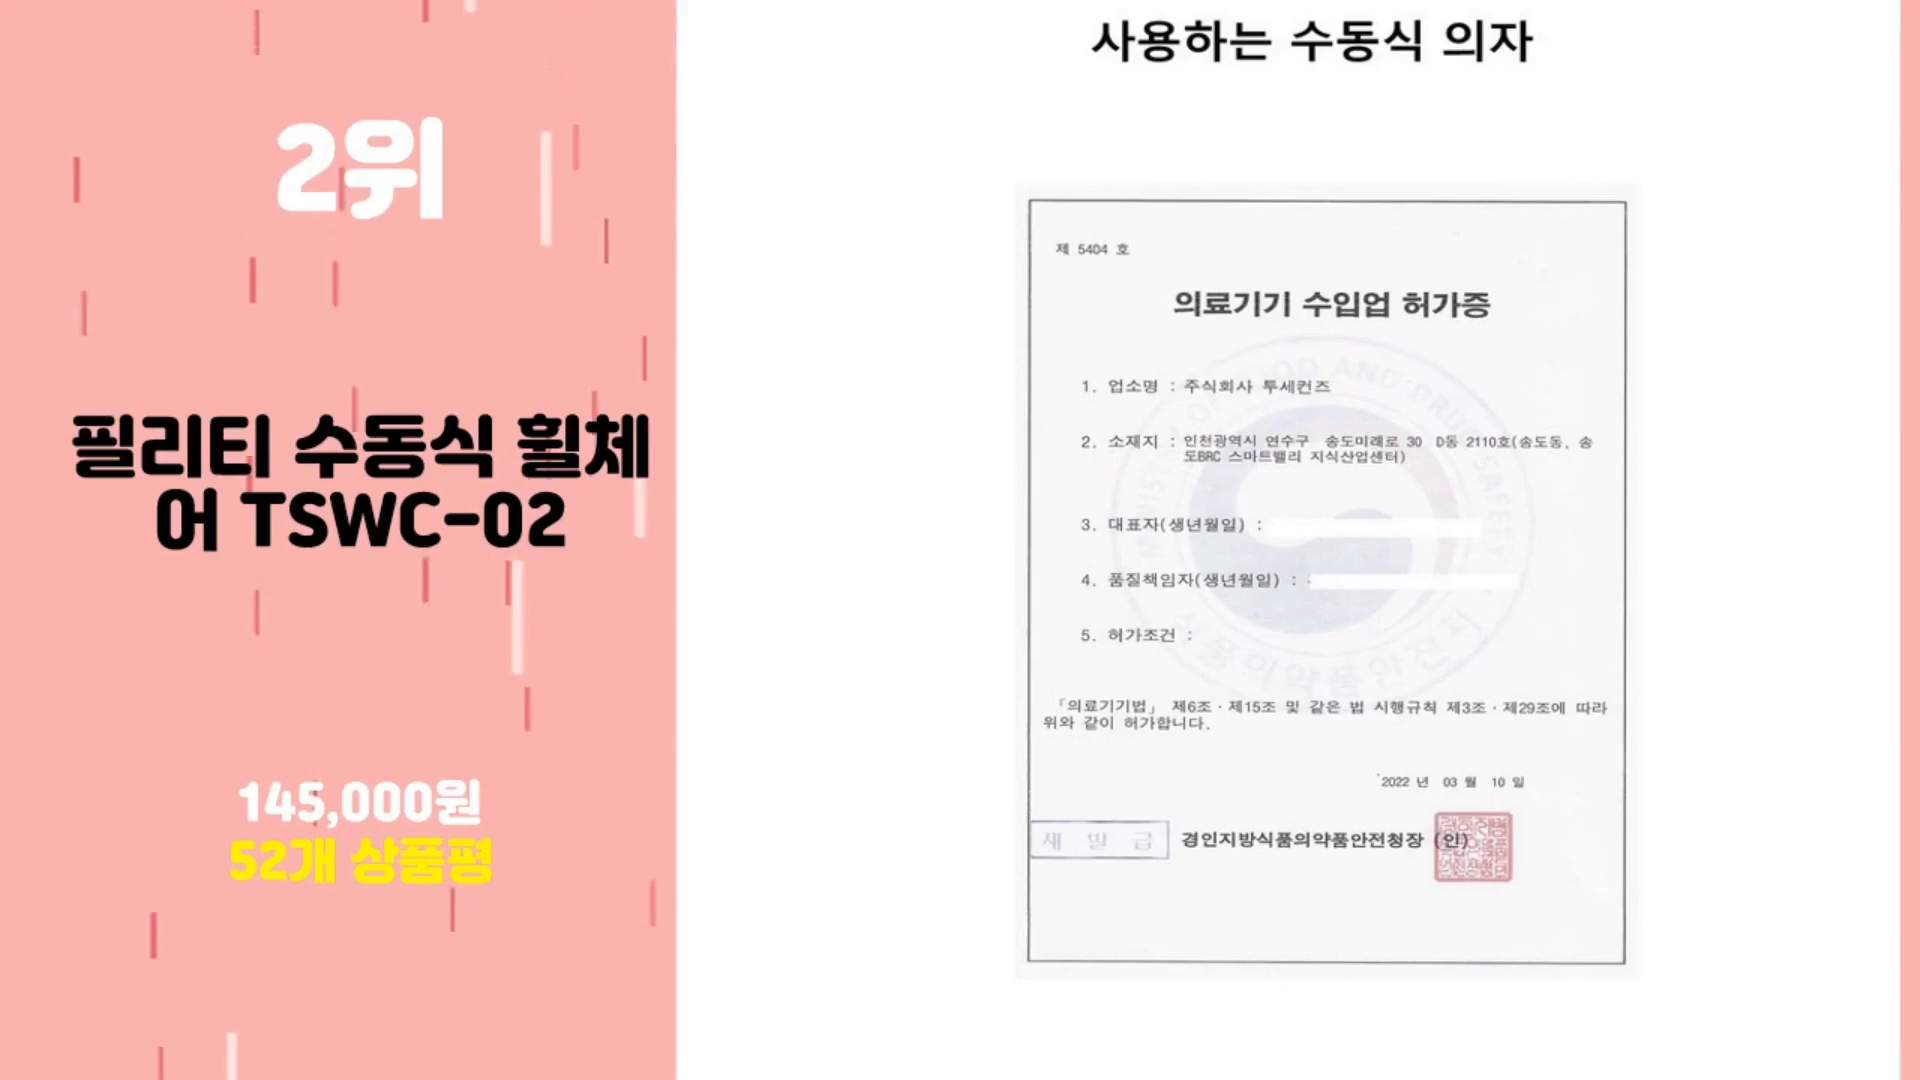 2위
필리티 수동식 휠체
어 TSWC-02
145,000원
52개 상품평
사용하는 수동식 의자
제 5404 호
의료기기 수입업 허가증
1. 업소명 : 주식회사 투세컨즈
2. 소재지 : 인천광역시 연수구 송도미래로 30 D동 2110호(송도동, 송
도BRC 스마트밸리 지식산업센터)
3. 대표자(생년월일) :
4. 품질책임자(생년월일) :
5. 허가조건 :
「의료기기법」 제6조·제15조 및 같은 법 시행규칙 제3조·제29조에 따라
위와 같이 허가합니다.
2022 년 03 월 10 일
재 발 급
경인지방식품의약품안전청장 (인)